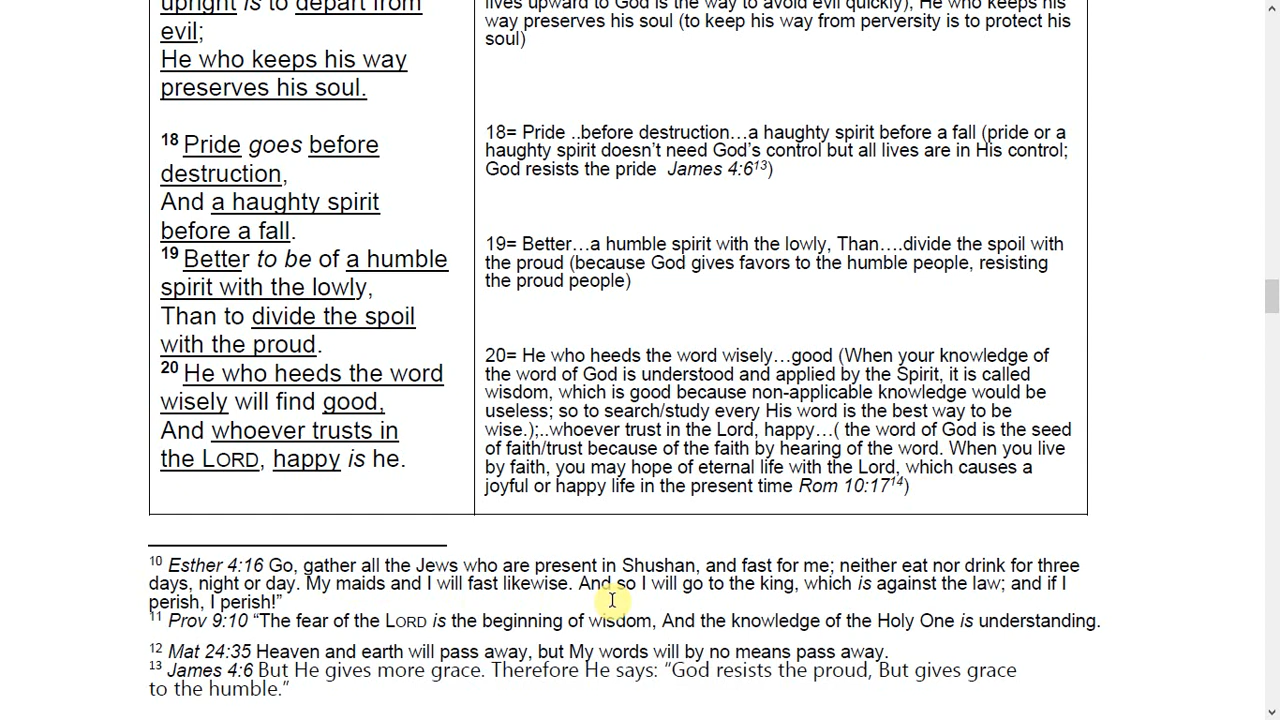 upright is to depart from
evil;
He who keeps his way
preserves his soul.
18 Pride goes before
destruction,
And a haughty spirit
before a fall.
19 Better to be of a humble
spirit with the lowly,
Than to divide the spoil
with the proud.
20 He who heeds the word
wisely will find good,
And whoever trusts in
the LORD, happy is he.
lives upward to God is the way to avoid evil quickly), He who keeps his
way preserves his soul (to keep his way from perversity is to protect his
soul)
18= Pride ..before destruction…a haughty spirit before a fall (pride or a
haughty spirit doesn’t need God’s control but all lives are in His control;
God resists the pride  James 4:6¹³)
19= Better…a humble spirit with the lowly, Than….divide the spoil with
the proud (because God gives favors to the humble people, resisting
the proud people)
20= He who heeds the word wisely…good (When your knowledge of
the word of God is understood and applied by the Spirit, it is called
wisdom, which is good because non-applicable knowledge would be
useless; so to search/study every His word is the best way to be
wise.);..whoever trust in the Lord, happy…( the word of God is the seed
of faith/trust because of the faith by hearing of the word. When you live
by faith, you may hope of eternal life with the Lord, which causes a
joyful or happy life in the present time Rom 10:17¹⁴)
10 Esther 4:16 Go, gather all the Jews who are present in Shushan, and fast for me; neither eat nor drink for three
days, night or day. My maids and I will fast likewise. And so I will go to the king, which is against the law; and if I
perish, I perish!”
11 Prov 9:10 “The fear of the LORD is the beginning of wisdom, And the knowledge of the Holy One is understanding.
12 Mat 24:35 Heaven and earth will pass away, but My words will by no means pass away.
13 James 4:6 But He gives more grace. Therefore He says: “God resists the proud, But gives grace
to the humble.”